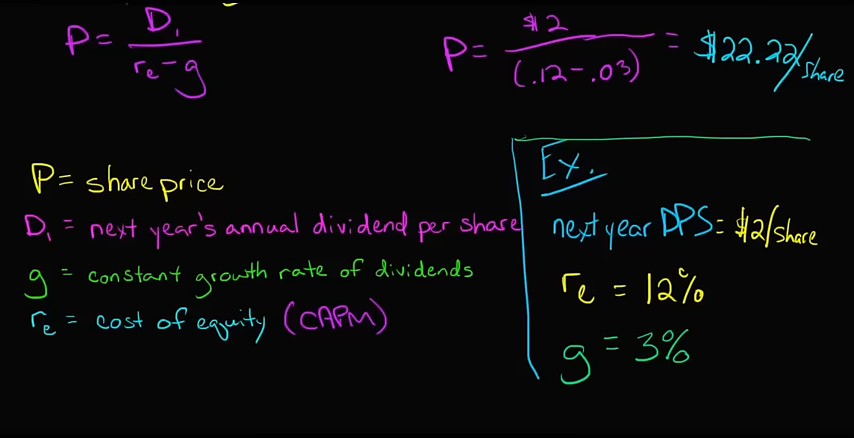 P = D₁ / (rₑ - g)
P = $2 / (.12 - .03) = $22.22/share
P = share price
D₁ = next year's annual dividend per share
g = constant growth rate of dividends
rₑ = cost of equity (CAPM)
Ex.
next year DPS = $2/share
rₑ = 12%
g = 3%